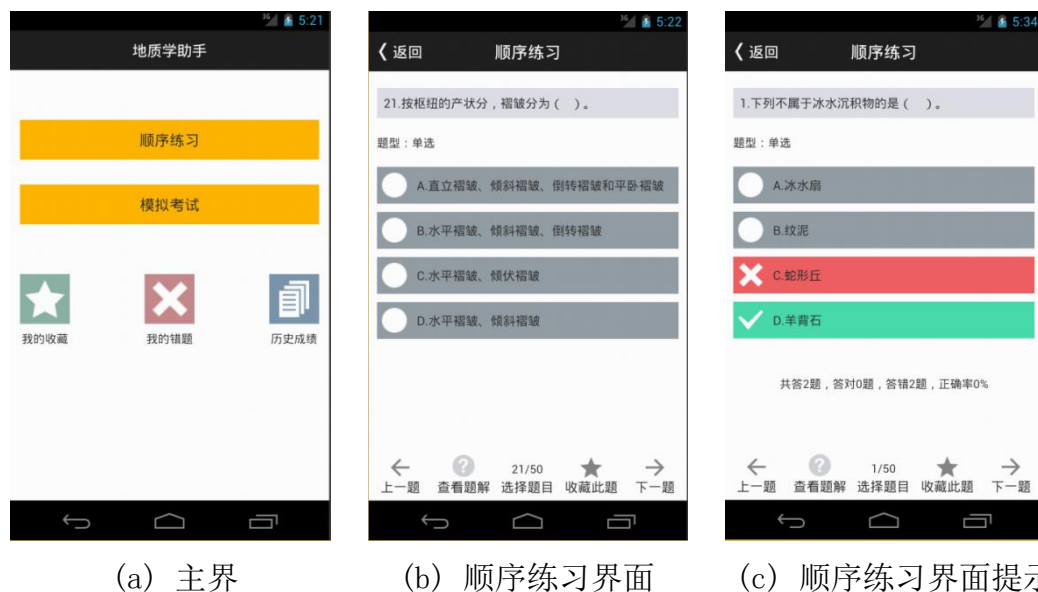 3G 5:21
地质学助手
顺序练习
模拟考试
我的收藏
我的错题
历史成绩
(a) 主界
3G 5:22
返回
顺序练习
21.按枢纽的产状分，褶皱分为（ ）。
题型：单选
A.直立褶皱、倾斜褶皱、倒转褶皱和平卧褶皱
B.水平褶皱、倾斜褶皱、倒转褶皱
C.水平褶皱、倾伏褶皱
D.水平褶皱、倾斜褶皱
21/50
上一题 查看题解 选择题目 收藏此题 下一题
(b) 顺序练习界面
3G 5:34
返回
顺序练习
1.下列不属于冰水沉积物的是（ ）。
题型：单选
A.冰水扇
B.纹泥
C.蛇形丘
D.羊背石
共答2题，答对0题，答错2题，正确率0%
1/50
上一题 查看题解 选择题目 收藏此题 下一题
(c) 顺序练习界面提示